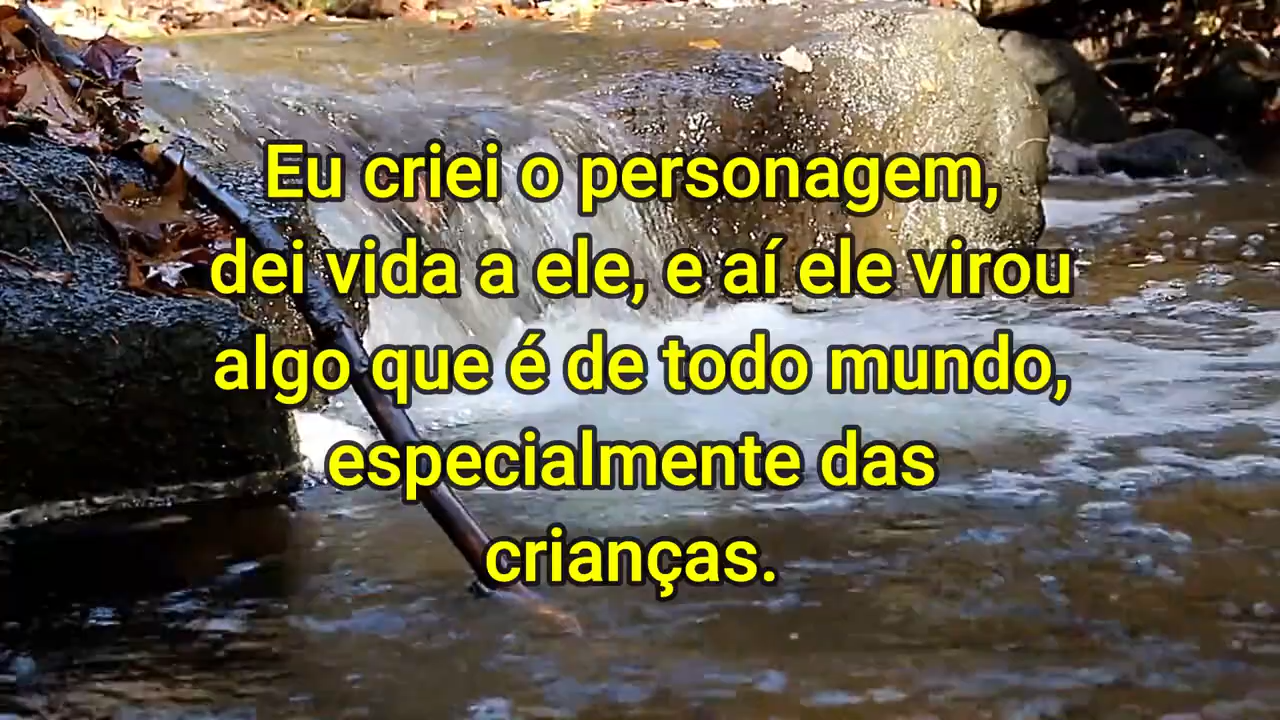 Eu criei o personagem,
dei vida a ele, e aí ele virou
algo que é de todo mundo,
especialmente das
crianças.